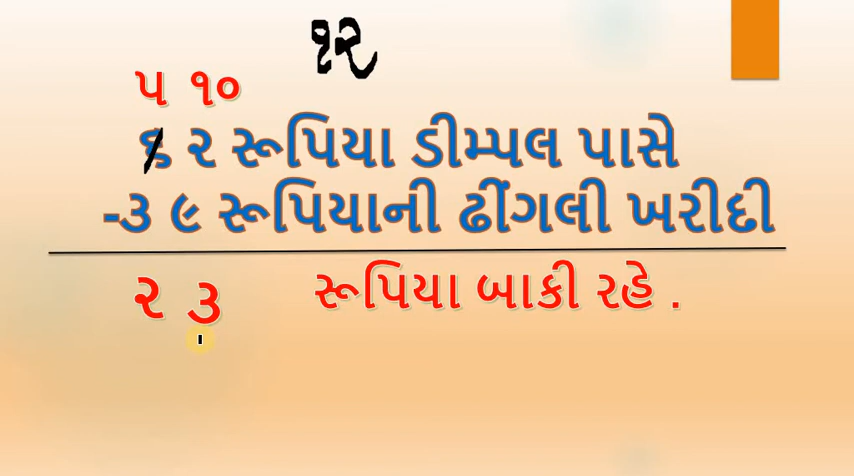 ૧૨
૫ ૧૦
૬ ૨ રૂપિયા ડીમ્પલ પાસે
-૩ ૯ રૂપિયાની ઢીંગલી ખરીદી
૨ ૩ રૂપિયા બાકી રહે .